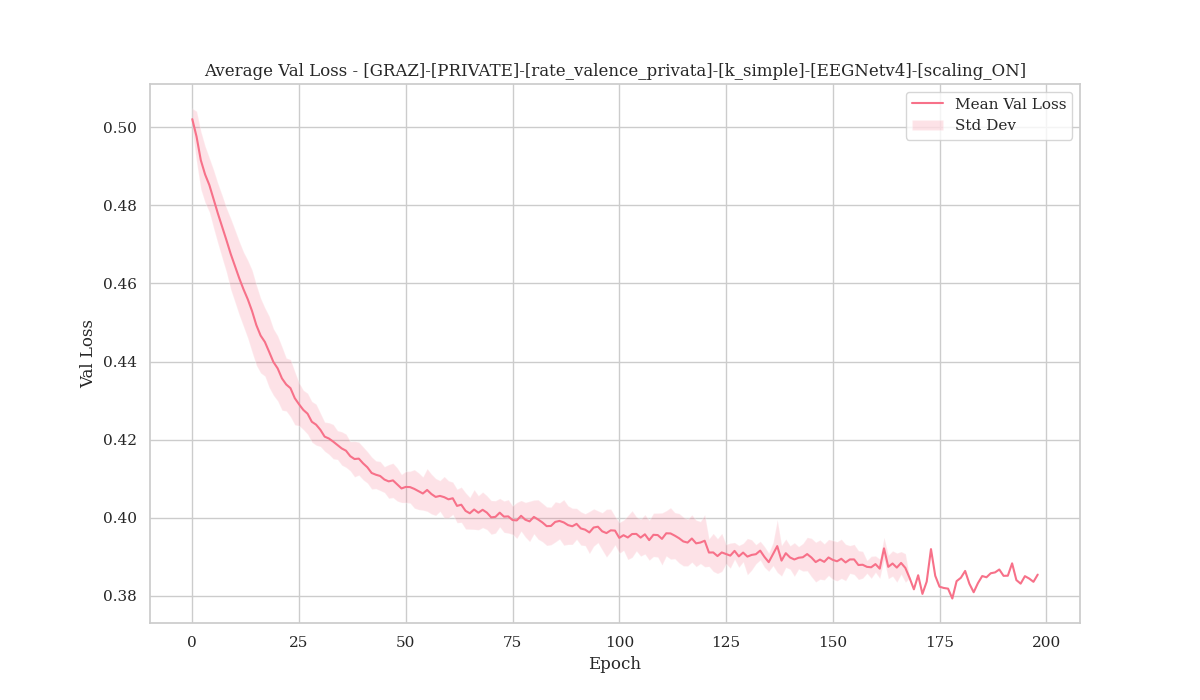 Average Val Loss - [GRAZ]-[PRIVATE]-[rate_valence_privata]-[k_simple]-[EEGNetv4]-[scaling_ON]
Mean Val Loss
Std Dev
0.50
0.48
0.46
0.44
0.42
0.40
0.38
Val Loss
0 25 50 75 100 125 150 175 200
Epoch